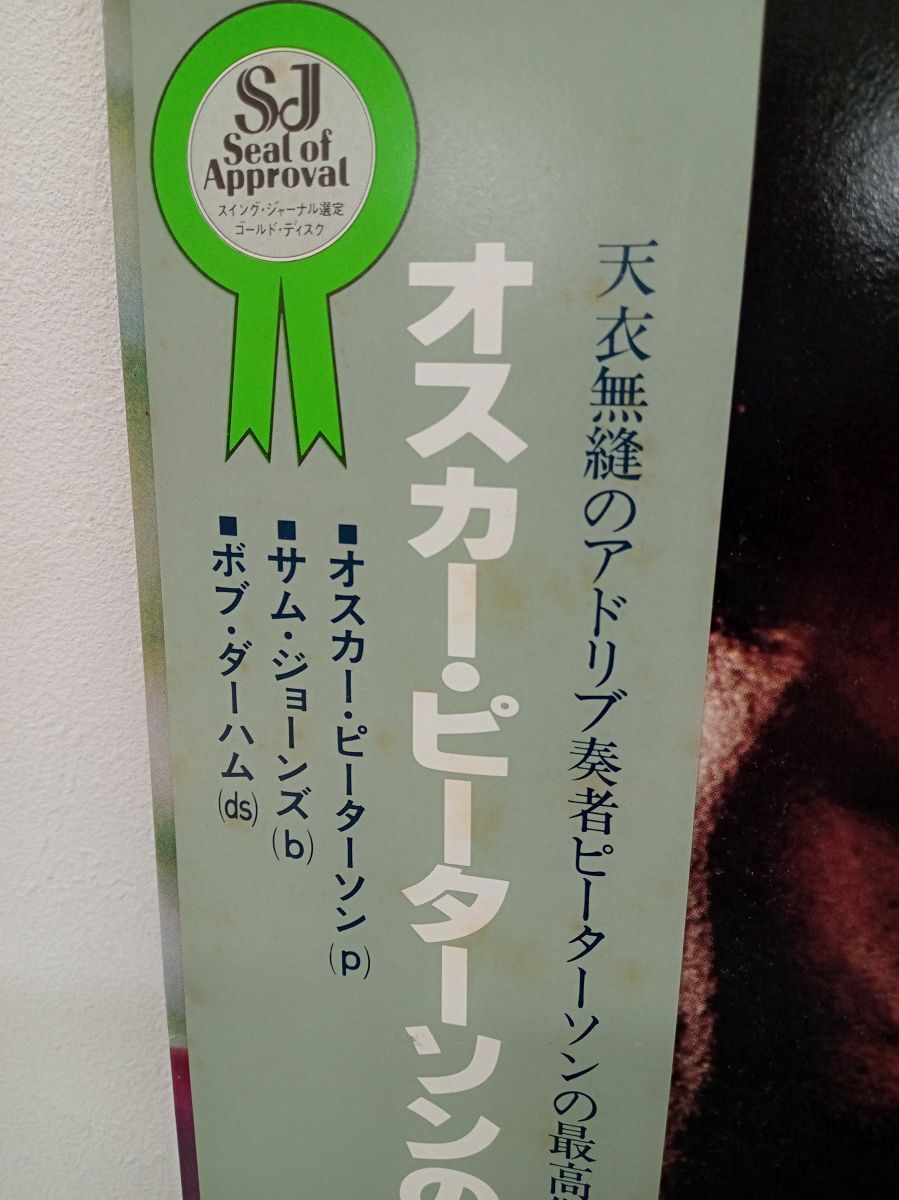 SJ
Seal of
Approval
スイング・ジャーナル選定
ゴールド・ディスク
天衣無縫のアドリブ奏者ピーターソンの最高
オスカー・ピーターソンの
■オスカー・ピーターソン(p)
■サム・ジョーンズ(b)
■ボブ・ダーハム(ds)